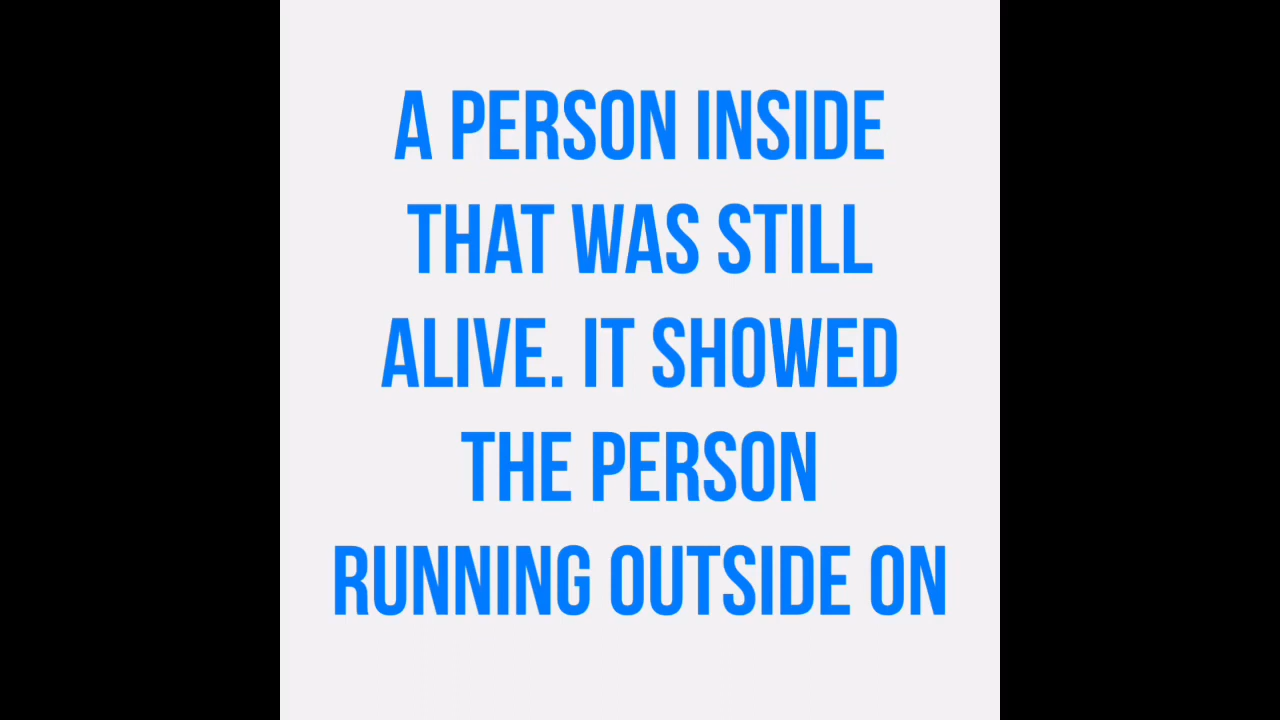 A PERSON INSIDE
THAT WAS STILL
ALIVE. IT SHOWED
THE PERSON
RUNNING OUTSIDE ON